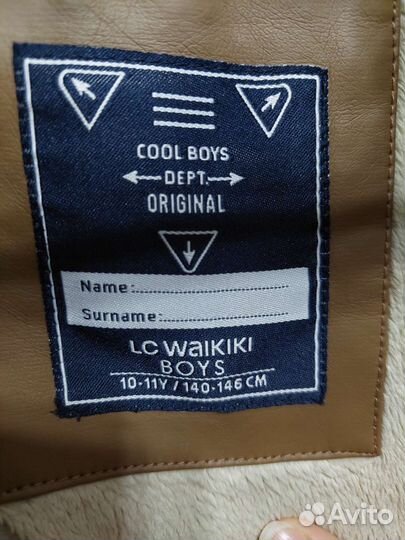 COOL BOYS
DEPT.
ORIGINAL
Name:
Surname:
LC WAIKIKI
BOYS
10-11Y / 140-146 CM
Avito